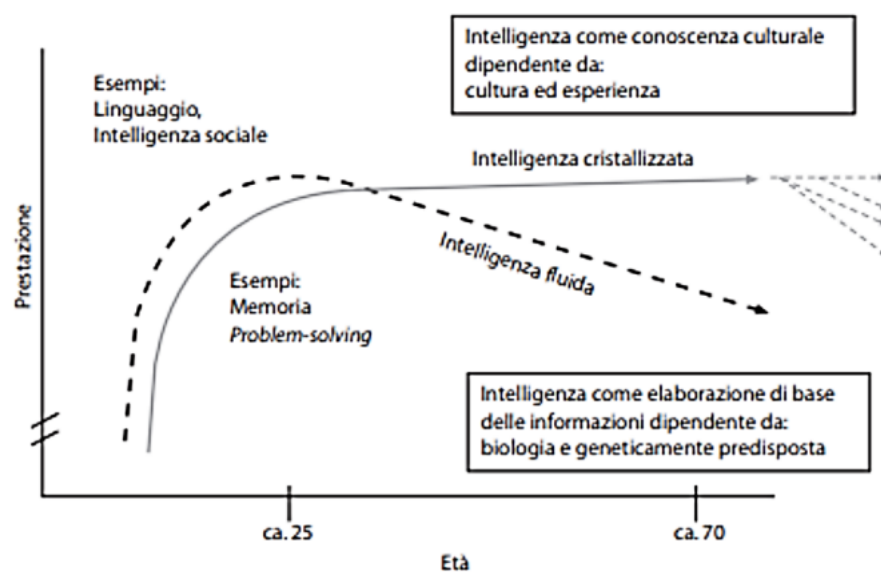 Intelligenza come conoscenza culturale
dipendente da:
cultura ed esperienza
Esempi:
Linguaggio,
Intelligenza sociale
Intelligenza cristallizzata
Prestazione
Intelligenza fluida
Esempi:
Memoria
Problem-solving
Intelligenza come elaborazione di base
delle informazioni dipendente da:
biologia e geneticamente predisposta
ca. 25
ca. 70
Età